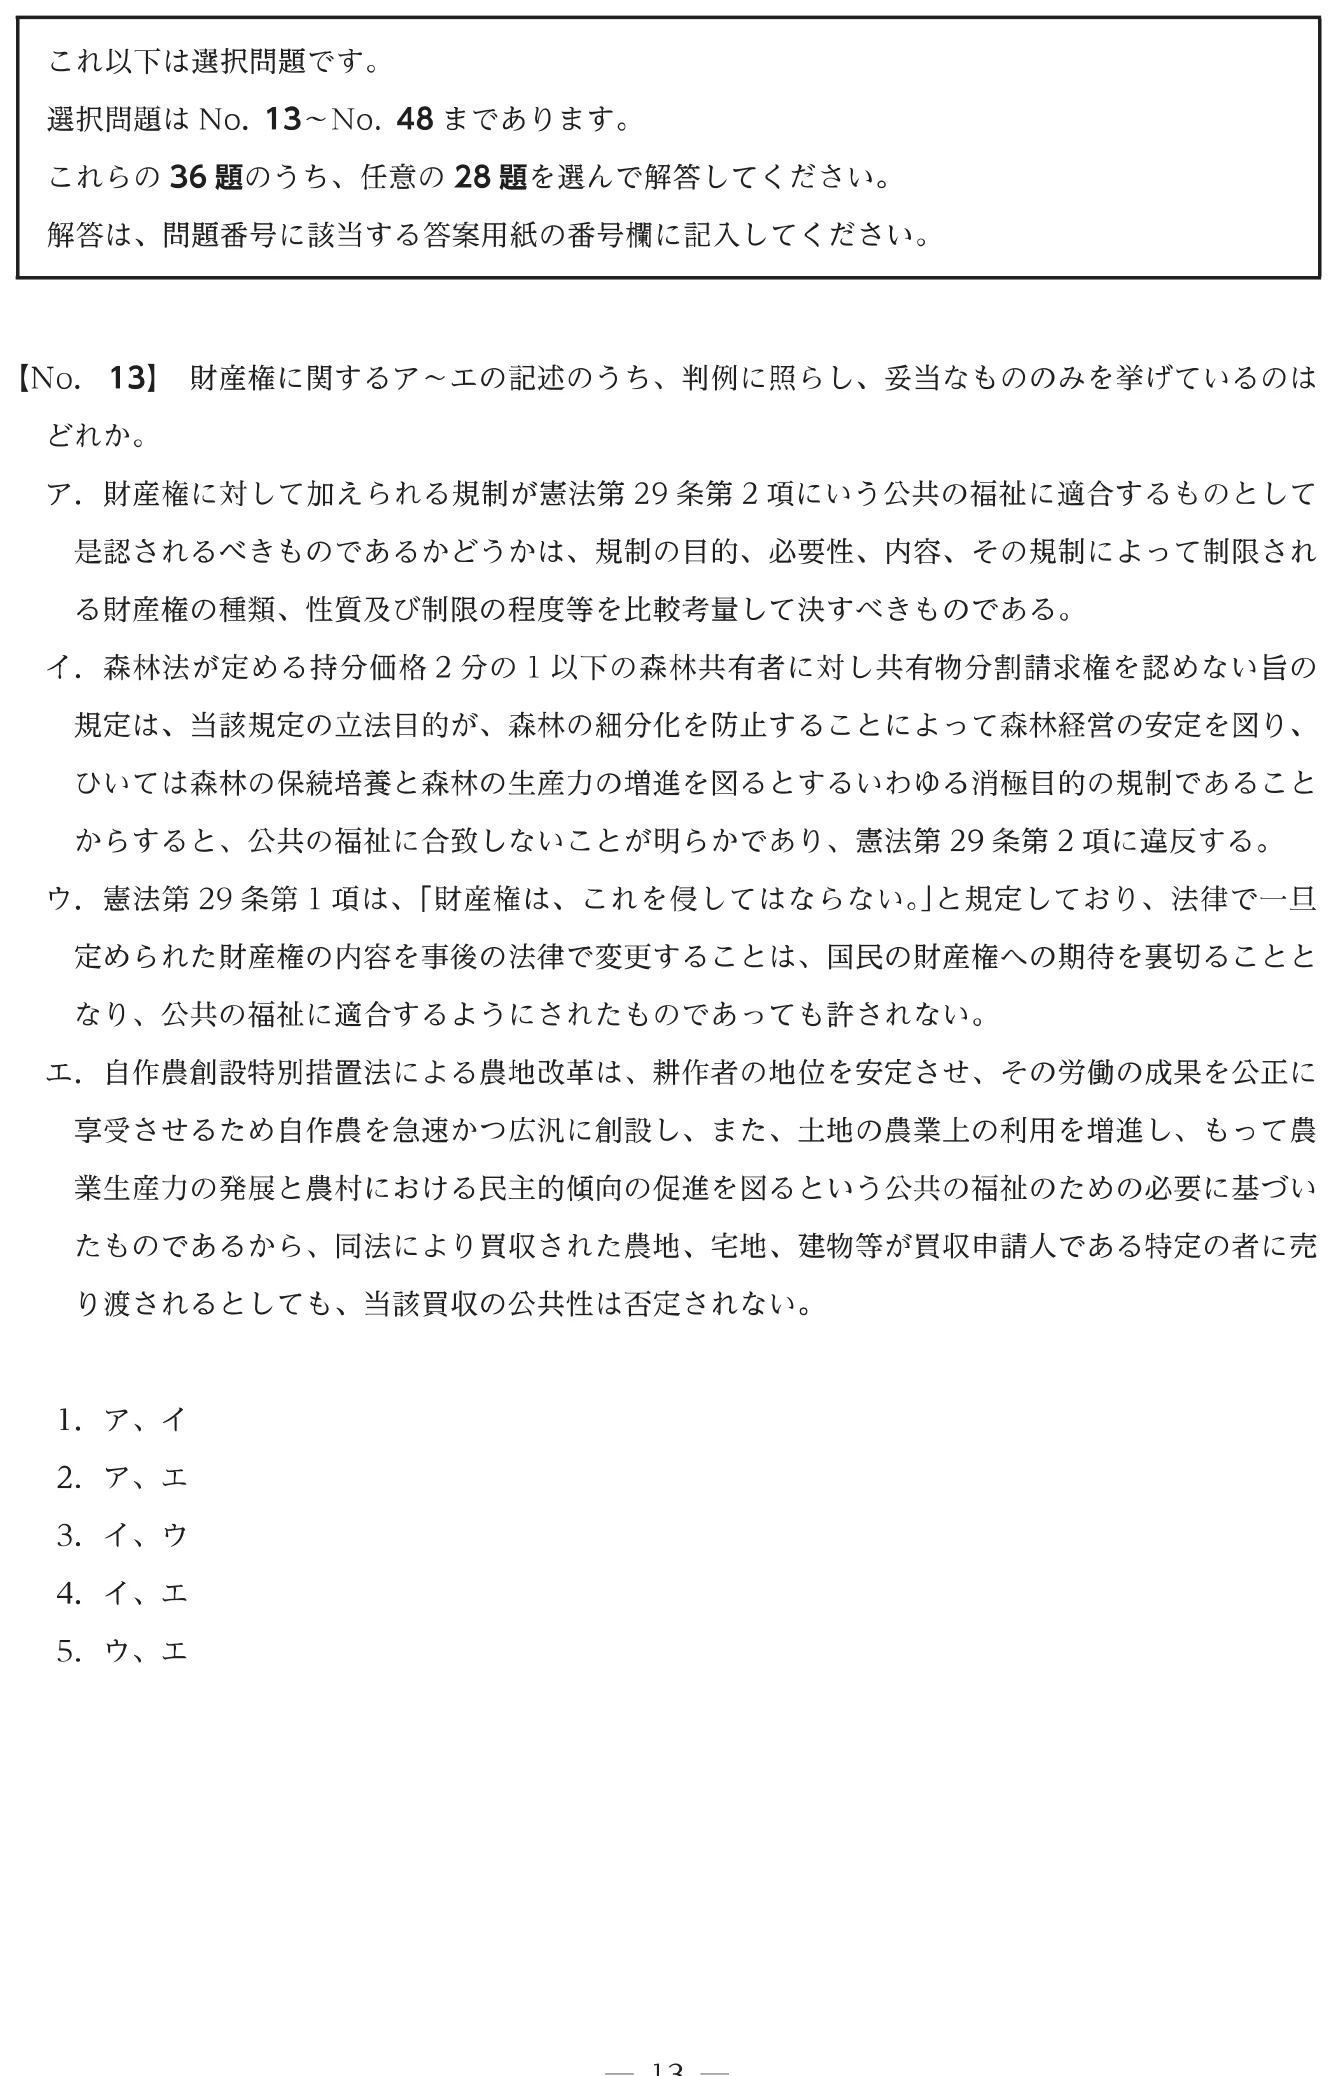 これ以下は選択問題です。
選択問題は No. 13～No. 48 まであります。
これらの 36 題のうち、任意の 28 題を選んで解答してください。
解答は、問題番号に該当する答案用紙の番号欄に記入してください。
【No. 13】 財産権に関するア～エの記述のうち、判例に照らし、妥当なもののみを挙げているのは
どれか。
ア．財産権に対して加えられる規制が憲法第 29 条第 2 項にいう公共の福祉に適合するものとして
是認されるべきものであるかどうかは、規制の目的、必要性、内容、その規制によって制限され
る財産権の種類、性質及び制限の程度等を比較考量して決すべきものである。
イ．森林法が定める持分価格 2 分の 1 以下の森林共有者に対し共有物分割請求権を認めない旨の
規定は、当該規定の立法目的が、森林の細分化を防止することによって森林経営の安定を図り、
ひいては森林の保続培養と森林の生産力の増進を図るとするいわゆる消極目的の規制であること
からすると、公共の福祉に合致しないことが明らかであり、憲法第 29 条第 2 項に違反する。
ウ．憲法第 29 条第 1 項は、「財産権は、これを侵してはならない。」と規定しており、法律で一旦
定められた財産権の内容を事後の法律で変更することは、国民の財産権への期待を裏切ることと
なり、公共の福祉に適合するようにされたものであっても許されない。
エ．自作農創設特別措置法による農地改革は、耕作者の地位を安定させ、その労働の成果を公正に
享受させるため自作農を急速かつ広汎に創設し、また、土地の農業上の利用を増進し、もって農
業生産力の発展と農村における民主的傾向の促進を図るという公共の福祉のための必要に基づい
たものであるから、同法により買収された農地、宅地、建物等が買収申請人である特定の者に売
り渡されるとしても、当該買収の公共性は否定されない。
1．ア、イ
2．ア、エ
3．イ、ウ
4．イ、エ
5．ウ、エ
— 13 —